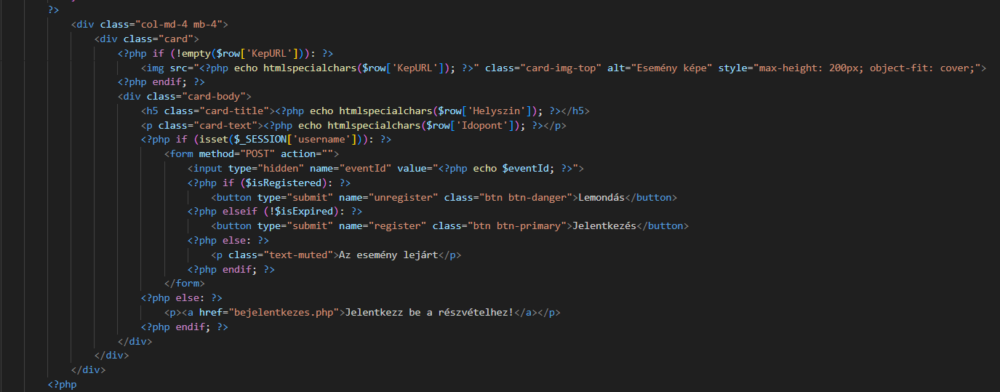 ?>
<div class="col-md-4 mb-4">
<div class="card">
<?php if (!empty($row['KepURL'])): ?>
<img src="<?php echo htmlspecialchars($row['KepURL']); ?>" class="card-img-top" alt="Esemény képe" style="max-height: 200px; object-fit: cover;">
<?php endif; ?>
<div class="card-body">
<h5 class="card-title"><?php echo htmlspecialchars($row['Helyszin']); ?></h5>
<p class="card-text"><?php echo htmlspecialchars($row['Idopont']); ?></p>
<?php if (isset($_SESSION['username'])): ?>
<form method="POST" action="">
<input type="hidden" name="eventId" value="<?php echo $eventId; ?>">
<?php if ($isRegistered): ?>
<button type="submit" name="unregister" class="btn btn-danger">Lemondás</button>
<?php elseif (!$isExpired): ?>
<button type="submit" name="register" class="btn btn-primary">Jelentkezés</button>
<?php else: ?>
<p class="text-muted">Az esemény lejárt</p>
<?php endif; ?>
</form>
<?php else: ?>
<p><a href="bejelentkezes.php">Jelentkezz be a részvételhez!</a></p>
<?php endif; ?>
</div>
</div>
</div>
<?php